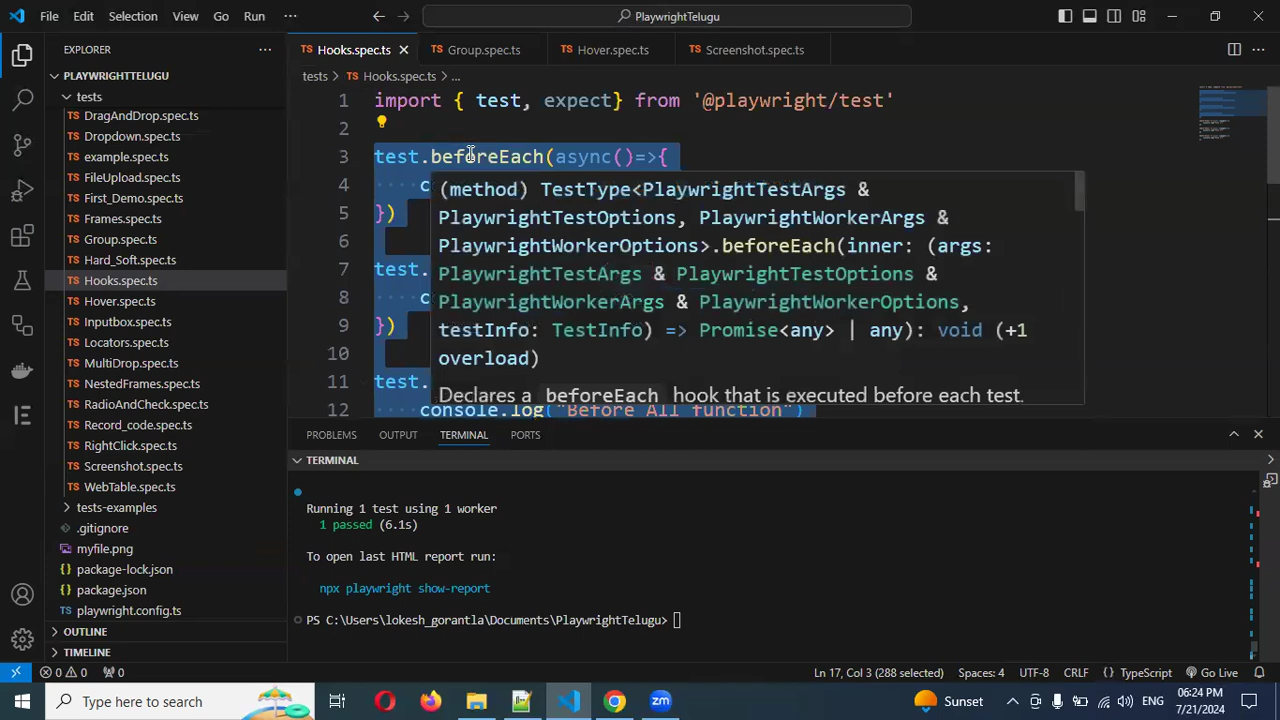 File Edit Selection View Go Run ··· PlaywrightTelugu
EXPLORER
PLAYWRIGHTTELUGU
tests
DragAndDrop.spec.ts
Dropdown.spec.ts
example.spec.ts
FileUpload.spec.ts
First_Demo.spec.ts
Frames.spec.ts
Group.spec.ts
Hard_Soft.spec.ts
Hooks.spec.ts
Hover.spec.ts
Inputbox.spec.ts
Locators.spec.ts
MultiDrop.spec.ts
NestedFrames.spec.ts
RadioAndCheck.spec.ts
Record_code.spec.ts
RightClick.spec.ts
Screenshot.spec.ts
WebTable.spec.ts
tests-examples
.gitignore
myfile.png
package-lock.json
package.json
playwright.config.ts
OUTLINE
TIMELINE
TS Hooks.spec.ts TS Group.spec.ts TS Hover.spec.ts TS Screenshot.spec.ts
tests > TS Hooks.spec.ts > ...
1 import { test, expect} from '@playwright/test'
2
3 test.beforeEach(async()=>{
4 c
5 })
6
7 test.
8 c
9 })
10
11 test.
12 console.log("Before All function")
(method) TestType<PlaywrightTestArgs &
PlaywrightTestOptions, PlaywrightWorkerArgs &
PlaywrightWorkerOptions>.beforeEach(inner: (args:
PlaywrightTestArgs & PlaywrightTestOptions &
PlaywrightWorkerArgs & PlaywrightWorkerOptions,
testInfo: TestInfo) => Promise<any> | any): void (+1
overload)
Declares a beforeEach hook that is executed before each test.
PROBLEMS OUTPUT TERMINAL PORTS
TERMINAL
Running 1 test using 1 worker
1 passed (6.1s)
To open last HTML report run:
npx playwright show-report
PS C:\Users\lokesh_gorantla\Documents\PlaywrightTelugu>
0 0 0 Ln 17, Col 3 (288 selected) Spaces: 4 UTF-8 CRLF TypeScript Go Live
Type here to search Sunset 06:24 PM
7/21/2024